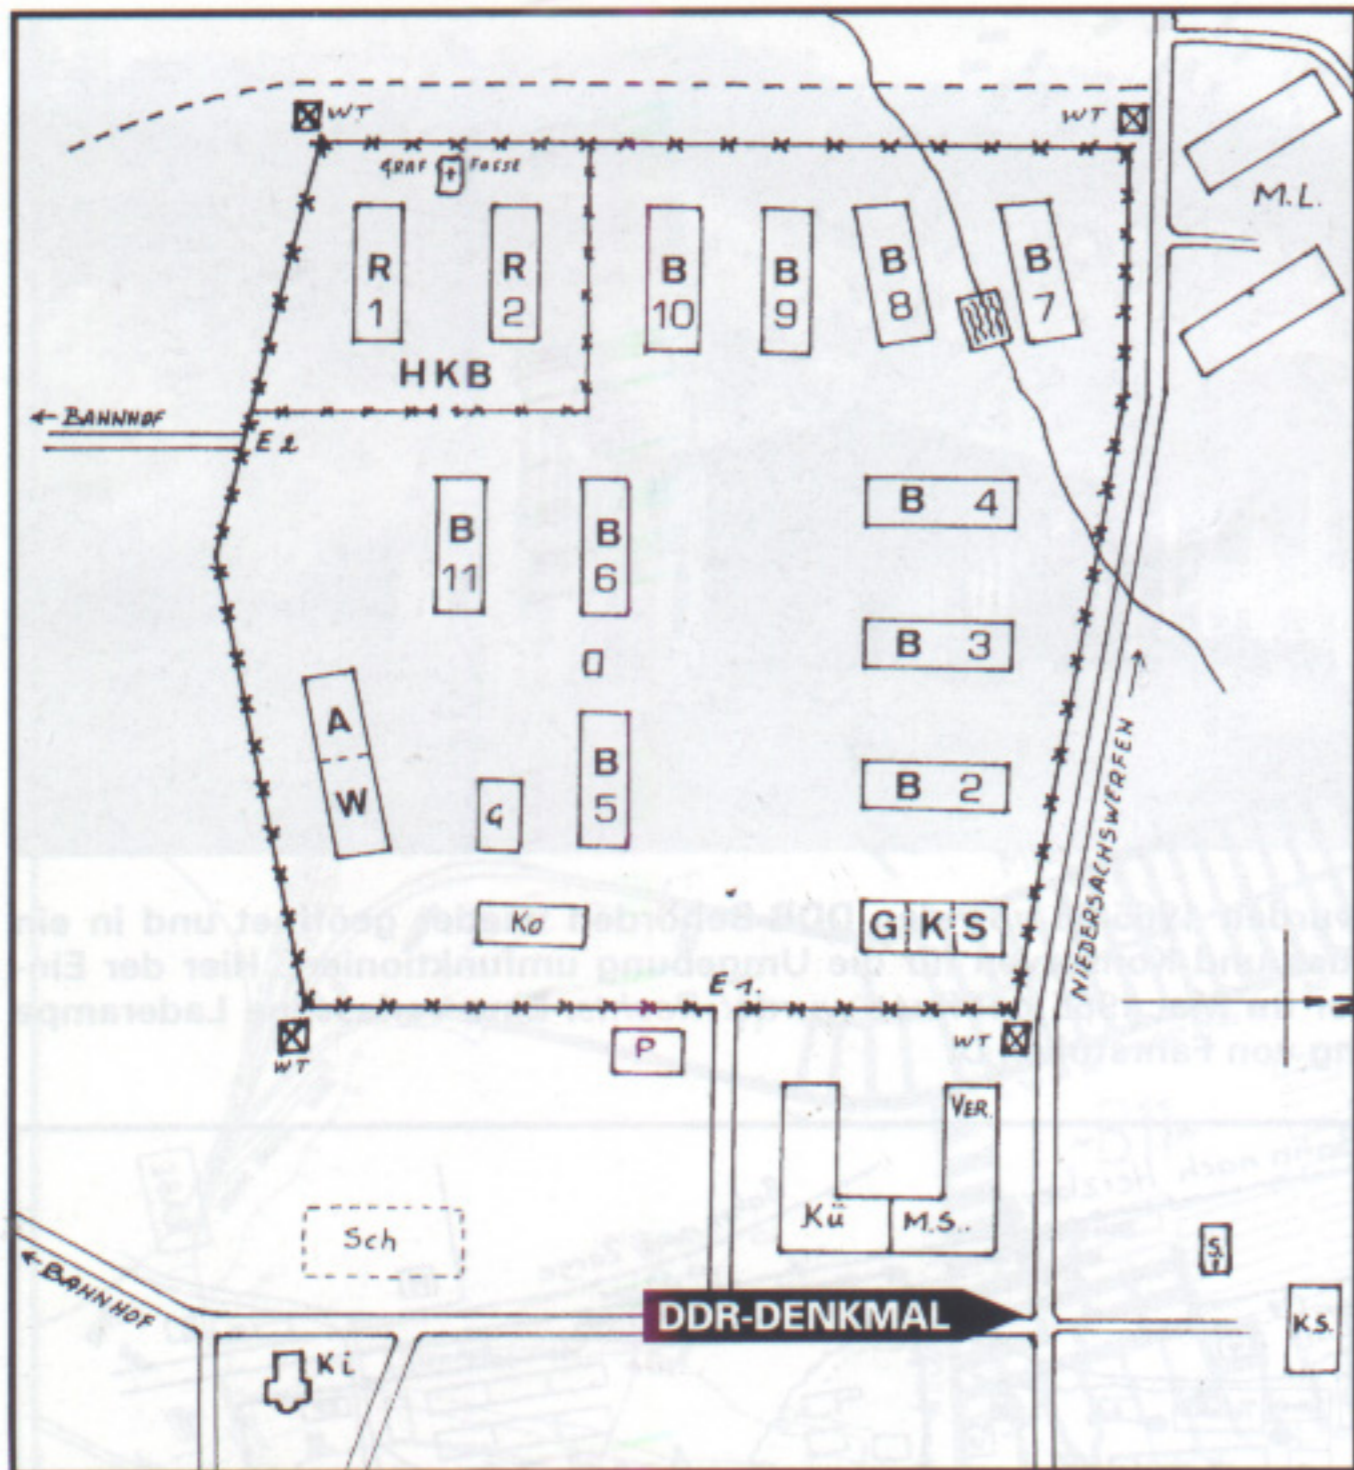 WT
WT
GRAF FOSSE
M.L.
R 1
R 2
B 10
B 9
B 8
B 7
HKB
← BAHNHOF
E 2
B 11
B 6
B 4
B 3
A
W
G
B 5
B 2
NIEDERSACHSWERFEN →
Ko
G K S
E 1.
N
WT
P
WT
VER.
Sch
Kü
M.S.
S.
← BAHNHOF
DDR-DENKMAL
K.S.
Ki